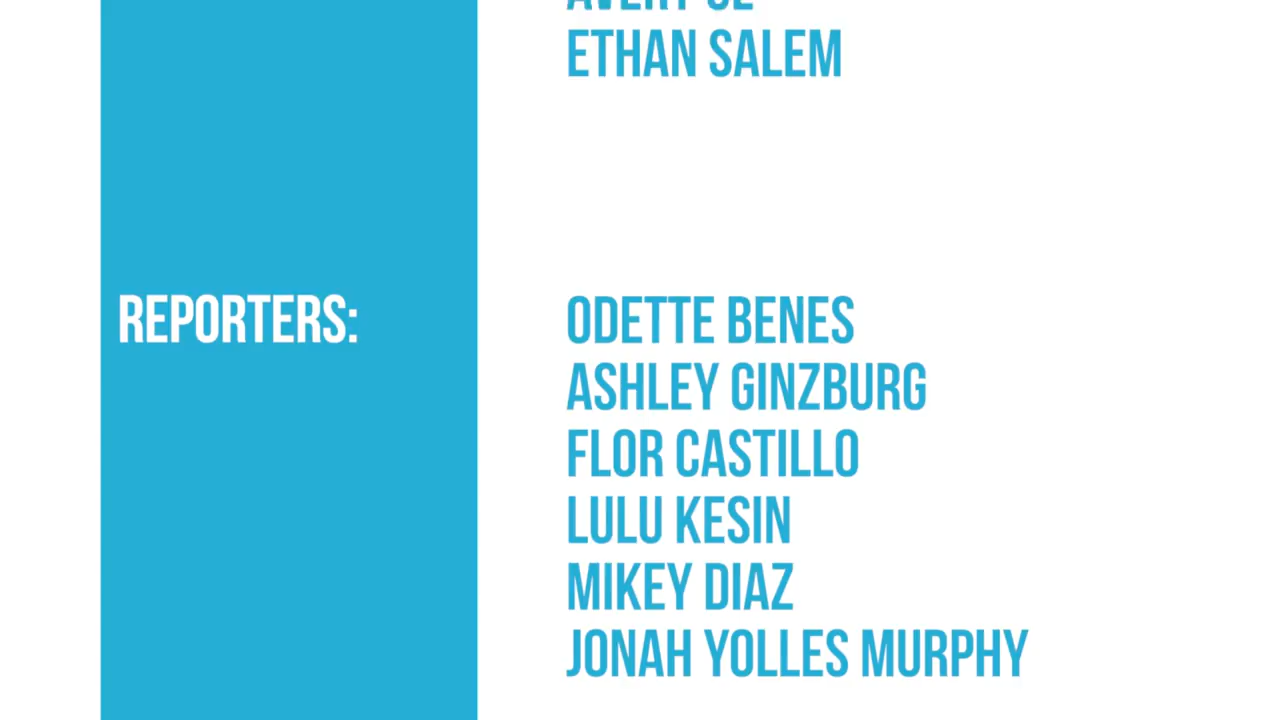 ETHAN SALEM
REPORTERS:
ODETTE BENES
ASHLEY GINZBURG
FLOR CASTILLO
LULU KESIN
MIKEY DIAZ
JONAH YOLLES MURPHY